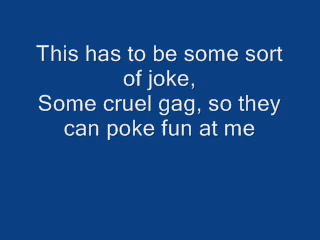 This has to be some sort
of joke,
Some cruel gag, so they
can poke fun at me